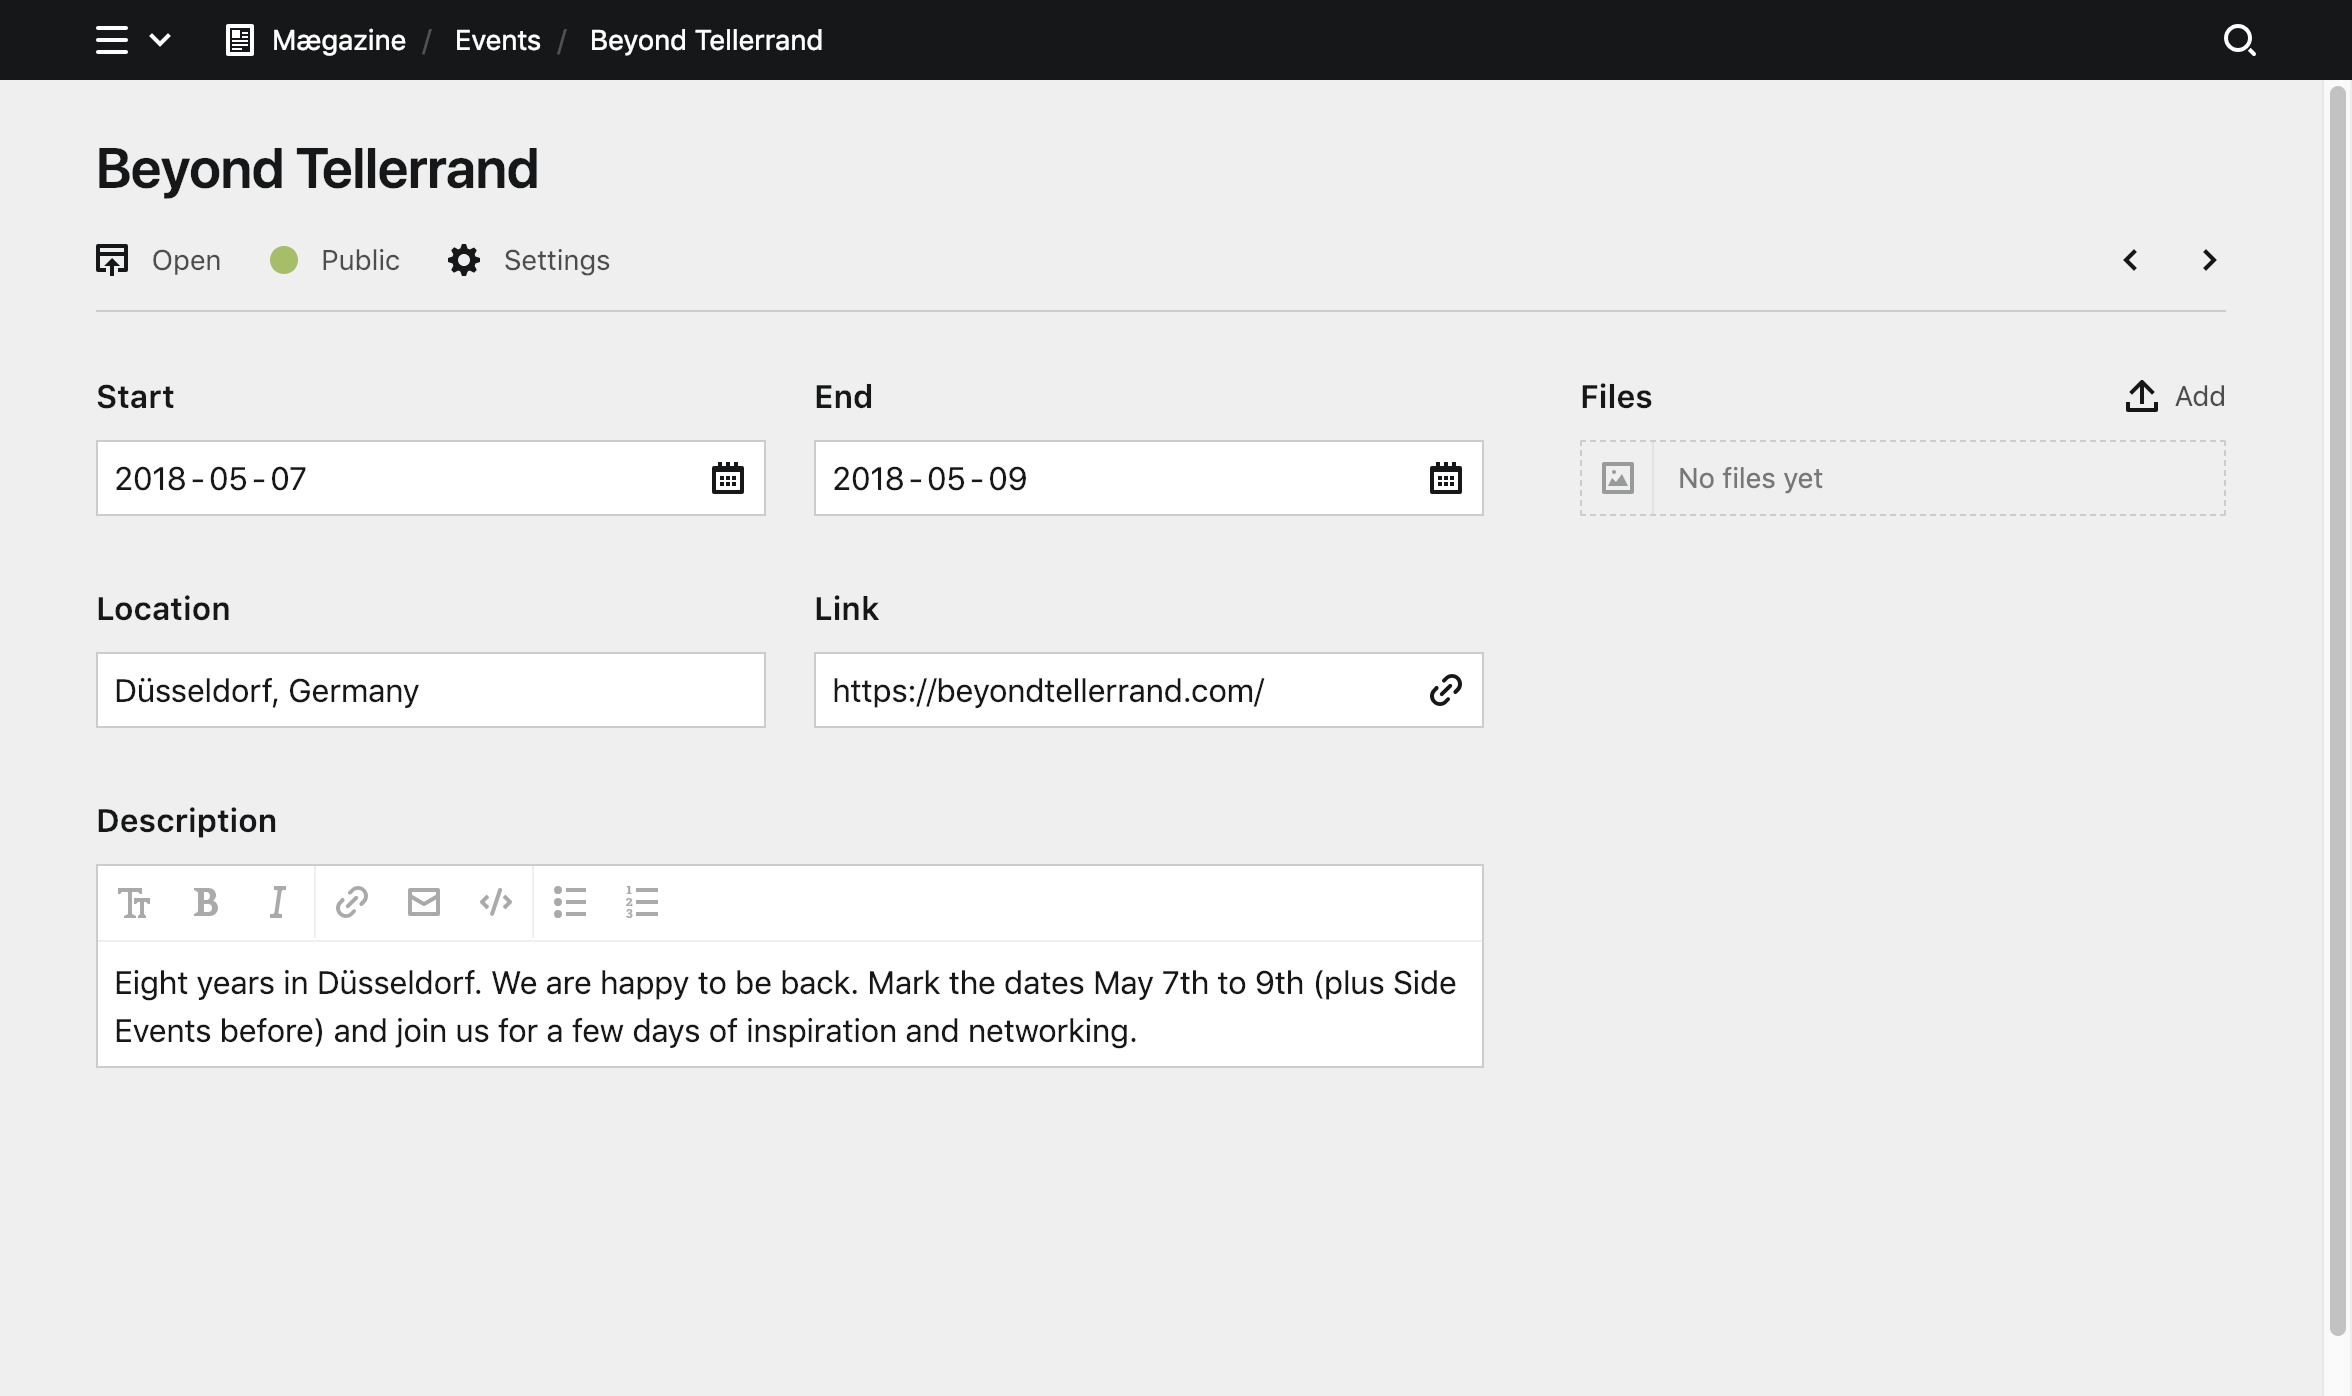 Mægazine / Events / Beyond Tellerrand
Beyond Tellerrand
Open Public Settings
Start
2018-05-07
End
2018-05-09
Files
Add
No files yet
Location
Düsseldorf, Germany
Link
https://beyondtellerrand.com/
Description
Eight years in Düsseldorf. We are happy to be back. Mark the dates May 7th to 9th (plus Side
Events before) and join us for a few days of inspiration and networking.